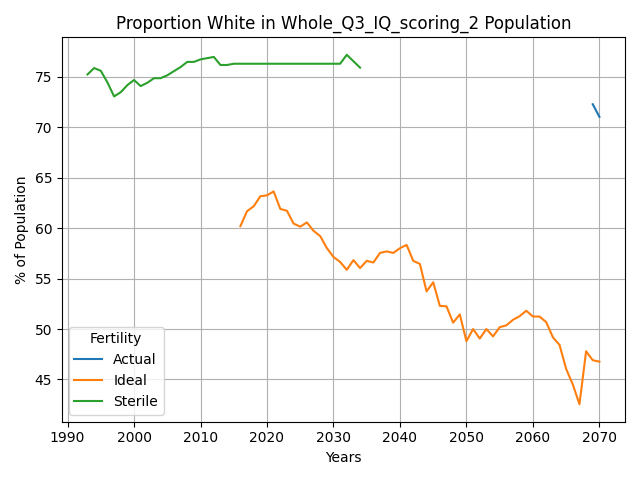 Proportion White in Whole_Q3_IQ_scoring_2 Population
% of Population
75
70
65
60
55
50
45
Fertility
Actual
Ideal
Sterile
1990 2000 2010 2020 2030 2040 2050 2060 2070
Years